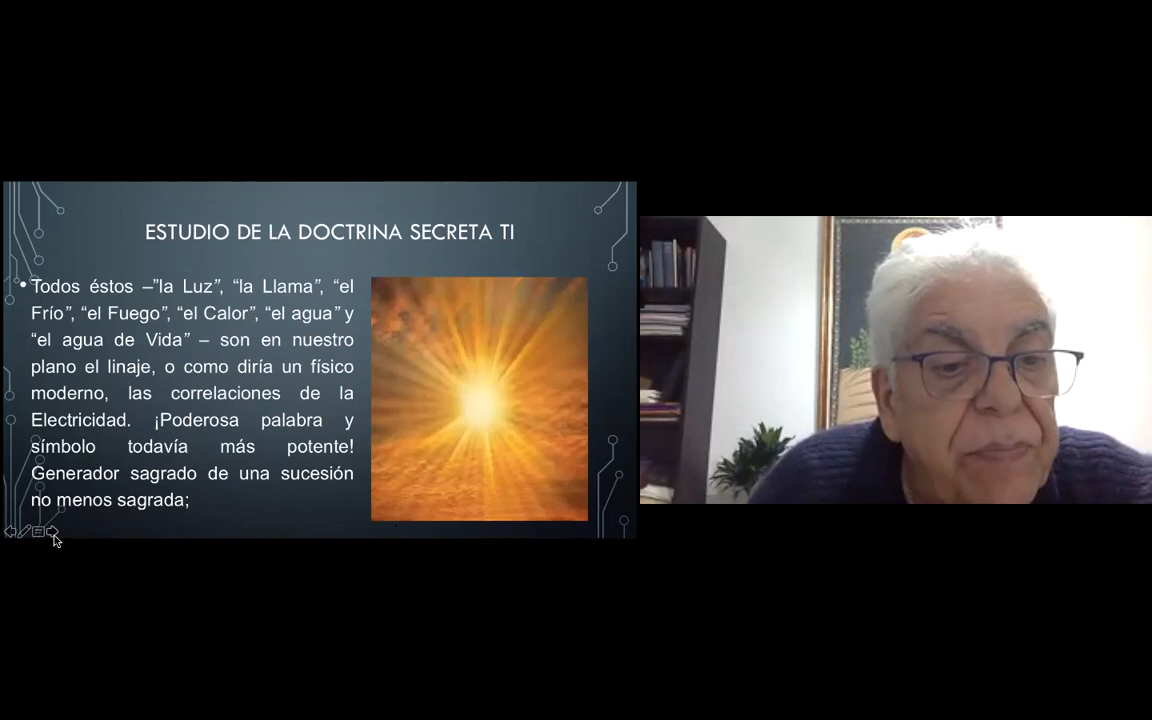 ESTUDIO DE LA DOCTRINA SECRETA TI
• Todos éstos –”la Luz”, “la Llama”, “el
Frío”, “el Fuego”, “el Calor”, “el agua” y
“el agua de Vida” – son en nuestro
plano el linaje, o como diría un físico
moderno, las correlaciones de la
Electricidad. ¡Poderosa palabra y
símbolo todavía más potente!
Generador sagrado de una sucesión
no menos sagrada;